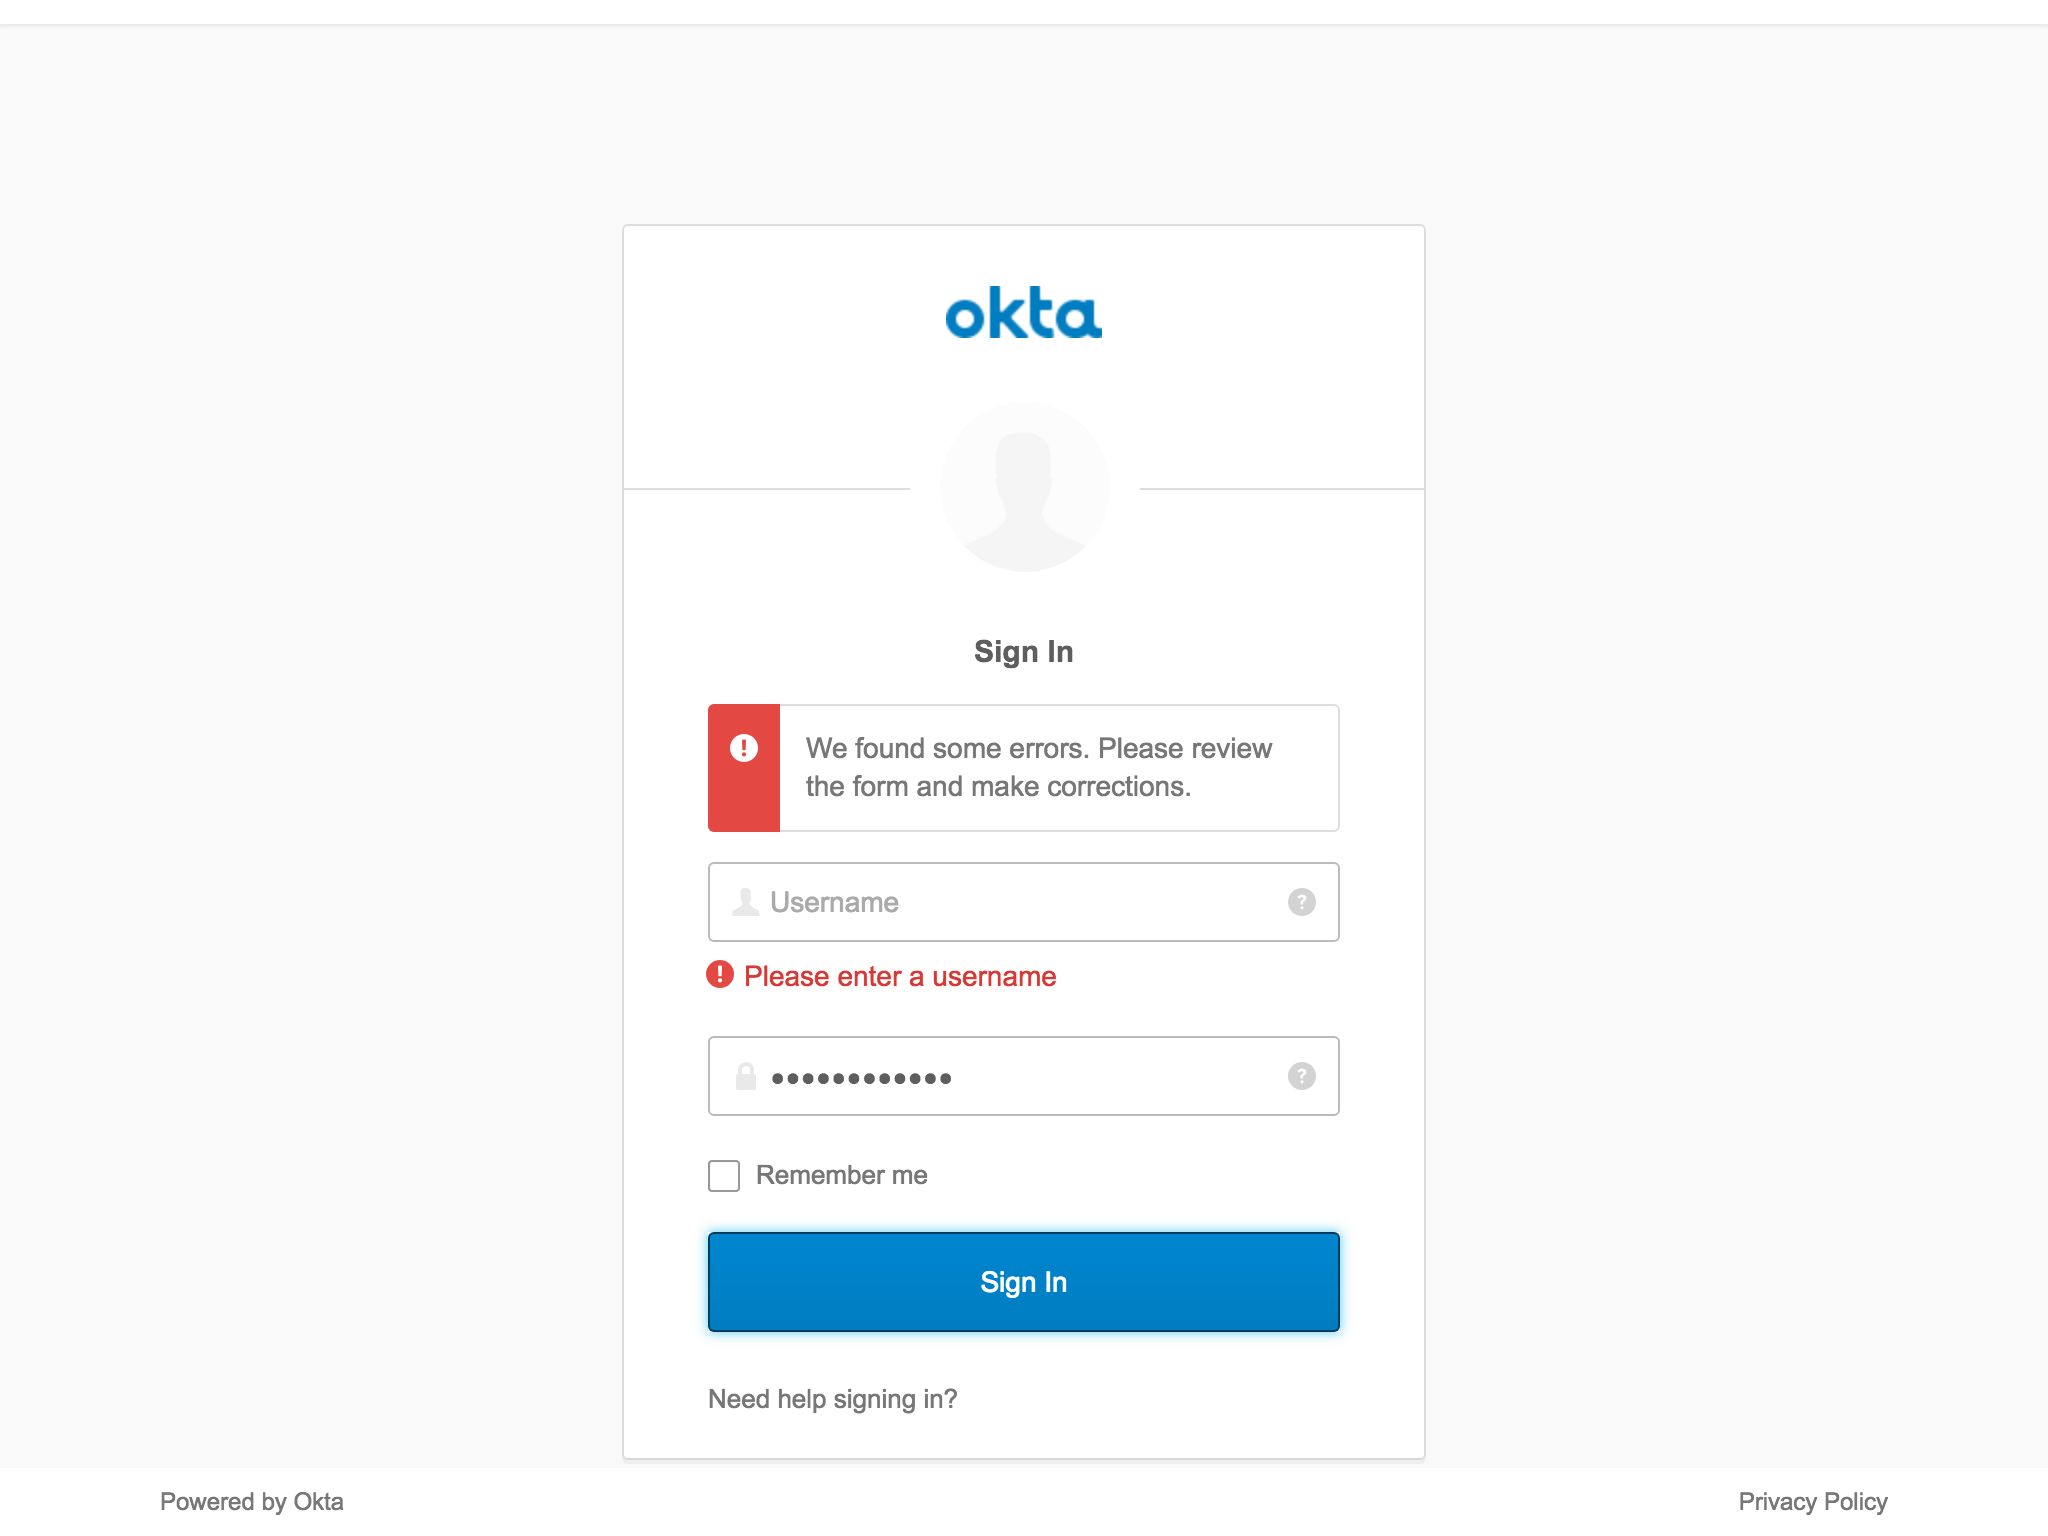 okta
Sign In
We found some errors. Please review
the form and make corrections.
Username
Please enter a username
••••••••••••
Remember me
Sign In
Need help signing in?
Powered by Okta
Privacy Policy